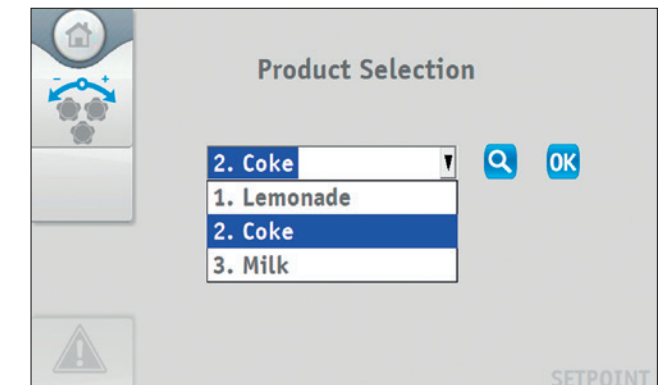 Product Selection
2. Coke
OK
1. Lemonade
2. Coke
3. Milk
SETPOINT